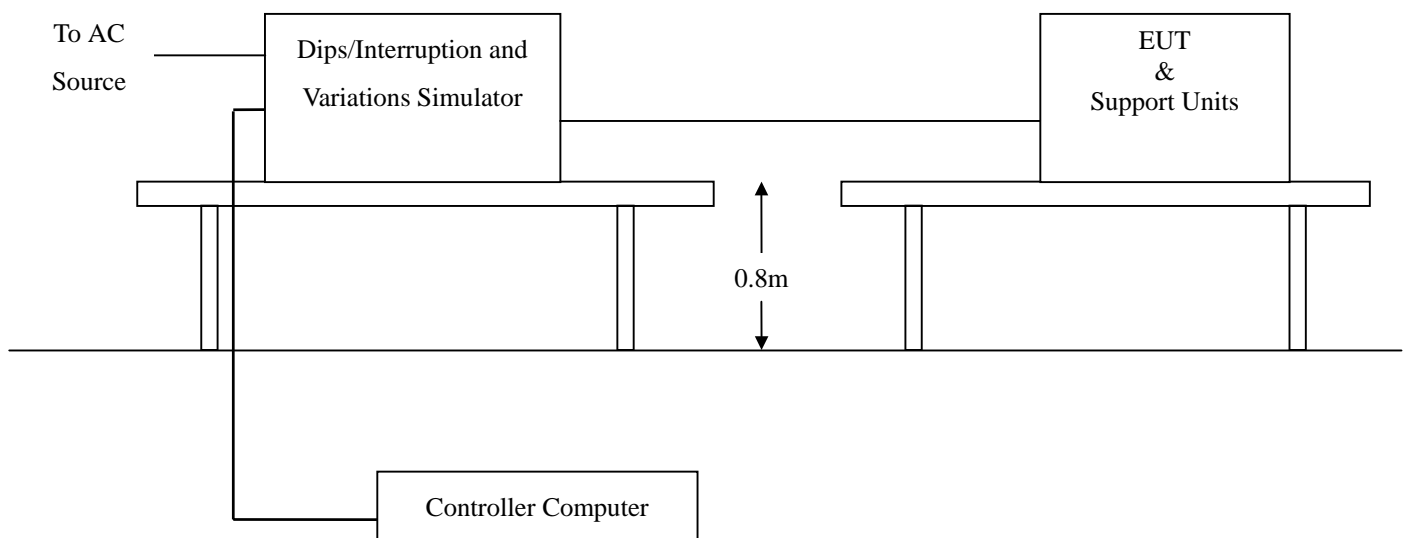 To AC
Source
Dips/Interruption and
Variations Simulator
EUT
&
Support Units
0.8m
Controller Computer